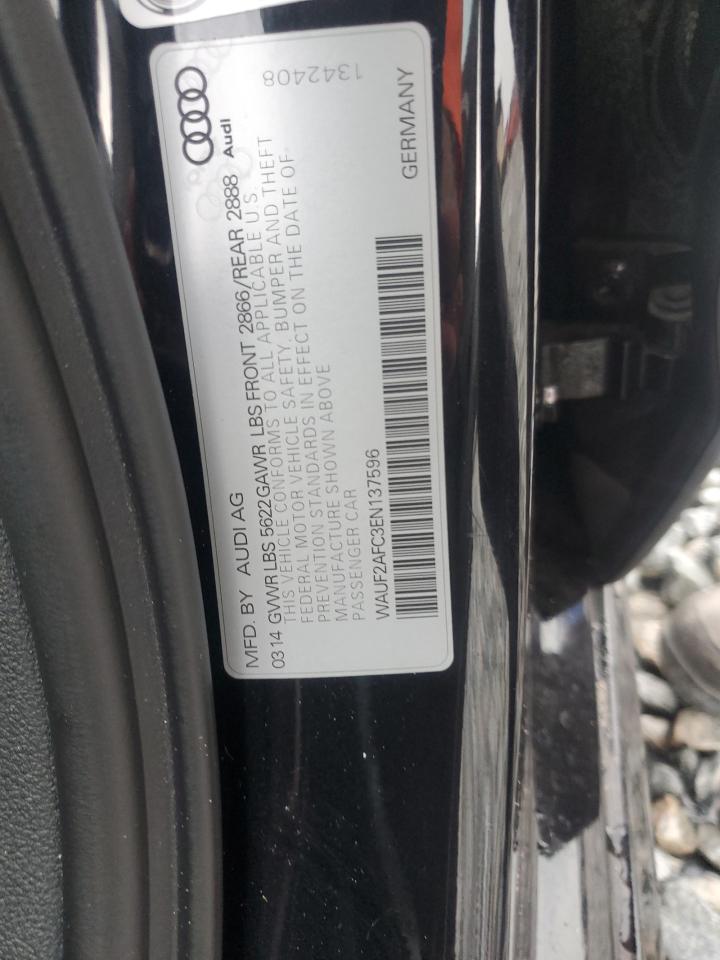 MFD. BY AUDI AG
Audi
0314 GVWR LBS 5622 GAWR LBS FRONT 2866/REAR 2888
THIS VEHICLE CONFORMS TO ALL APPLICABLE U.S.
FEDERAL MOTOR VEHICLE SAFETY, BUMPER AND THEFT
PREVENTION STANDARDS IN EFFECT ON THE DATE OF
MANUFACTURE SHOWN ABOVE
PASSENGER CAR
WAUF2AFC3EN137596
GERMANY
1342408